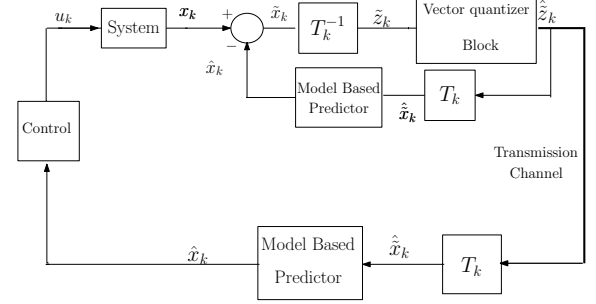 u_k
System
x_k
+
−
x̃_k
T_k^{-1}
z̃_k
Vector quantizer
Block
ẑ̃_k
x̂_k
Model Based
Predictor
x̂̃_k
T_k
Control
Transmission
Channel
x̂_k
Model Based
Predictor
x̂̃_k
T_k